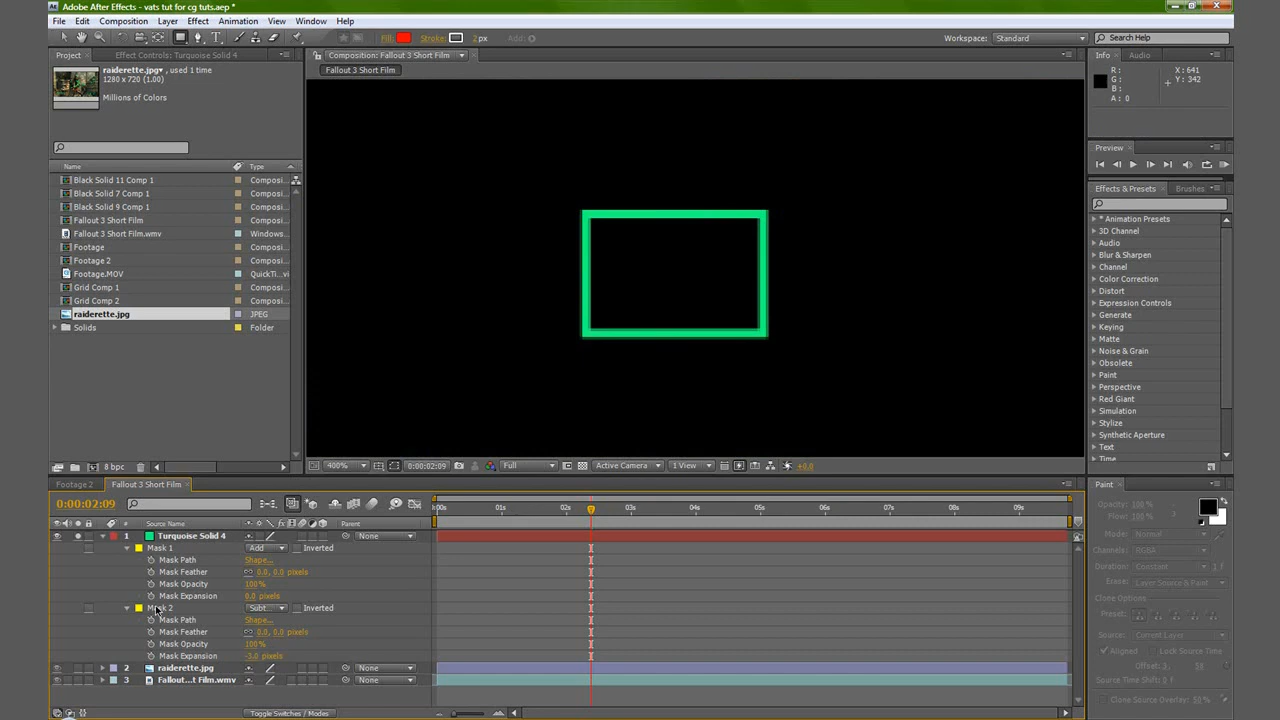 Adobe After Effects - vats tut for cg tuts.aep *
File Edit Composition Layer Effect Animation View Window Help
Fill: Stroke: 2 px Add: Workspace: Standard Search Help
Project Effect Controls: Turquoise Solid 4 Composition: Fallout 3 Short Film Info Audio
raiderette.jpg , used 1 time
1280 x 720 (1.00)
Millions of Colors
Fallout 3 Short Film
R :
G :
B :
A : 0
X : 641
Y : 342
Preview
Effects & Presets Brushes
Name Type
Black Solid 11 Comp 1 Composi...
Black Solid 7 Comp 1 Composi...
Black Solid 9 Comp 1 Composi...
Fallout 3 Short Film Composi...
Fallout 3 Short Film.wmv Windows...
Footage Composi...
Footage 2 Composi...
Footage.MOV QuickTi...vi
Grid Comp 1 Composi...
Grid Comp 2 Composi...
raiderette.jpg JPEG
Solids Folder
* Animation Presets
3D Channel
Audio
Blur & Sharpen
Channel
Color Correction
Distort
Expression Controls
Generate
Keying
Matte
Noise & Grain
Obsolete
Paint
Perspective
Red Giant
Simulation
Stylize
Synthetic Aperture
Text
Time
8 bpc 400% 0:00:02:09 Full Active Camera 1 View +0.0
Footage 2 Fallout 3 Short Film
0:00:02:09
:00s 01s 02s 03s 04s 05s 06s 07s 08s 09s
# Source Name Parent
1 Turquoise Solid 4 None
Mask 1 Add Inverted
Mask Path Shape...
Mask Feather 0.0, 0.0 pixels
Mask Opacity 100%
Mask Expansion 0.0 pixels
Mask 2 Subt... Inverted
Mask Path Shape...
Mask Feather 0.0, 0.0 pixels
Mask Opacity 100%
Mask Expansion -3.0 pixels
2 raiderette.jpg None
3 Fallout...t Film.wmv None
Toggle Switches / Modes
Paint
Opacity: 100 %
Flow: 100 %
Mode: Normal
Channels: RGBA
Duration: Constant 1 f
Erase: Layer Source & Paint
Clone Options
Preset:
Source: Current Layer
Aligned Lock Source Time
Offset: 3 58
Source Time Shift: 0 f
Clone Source Overlay: 50 %